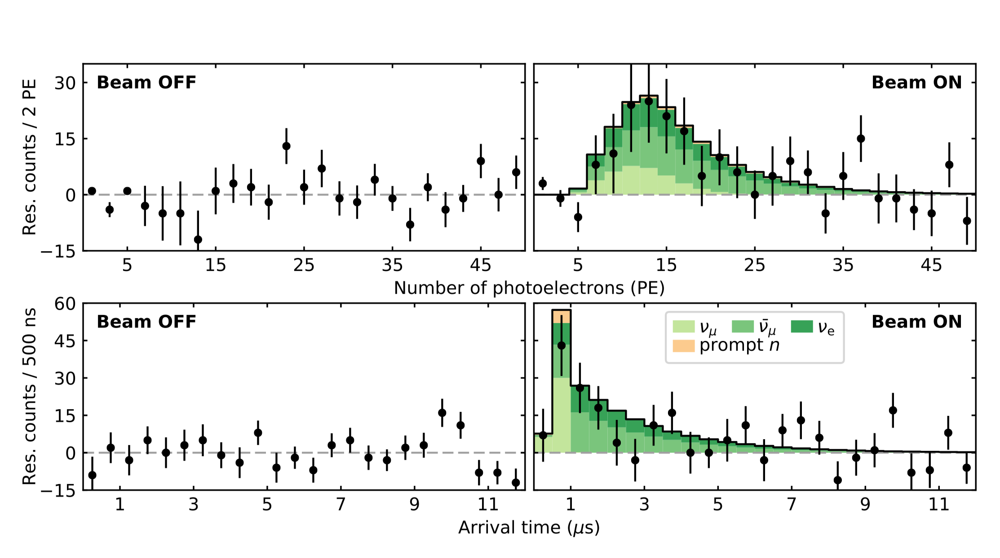 Beam OFF
Beam ON
Res. counts / 2 PE
30
15
0
−15
5 15 25 35 45
5 15 25 35 45
Number of photoelectrons (PE)
Beam OFF
Beam ON
νμ ν̄μ νe
prompt n
Res. counts / 500 ns
60
45
30
15
0
−15
1 3 5 7 9 11
1 3 5 7 9 11
Arrival time (μs)